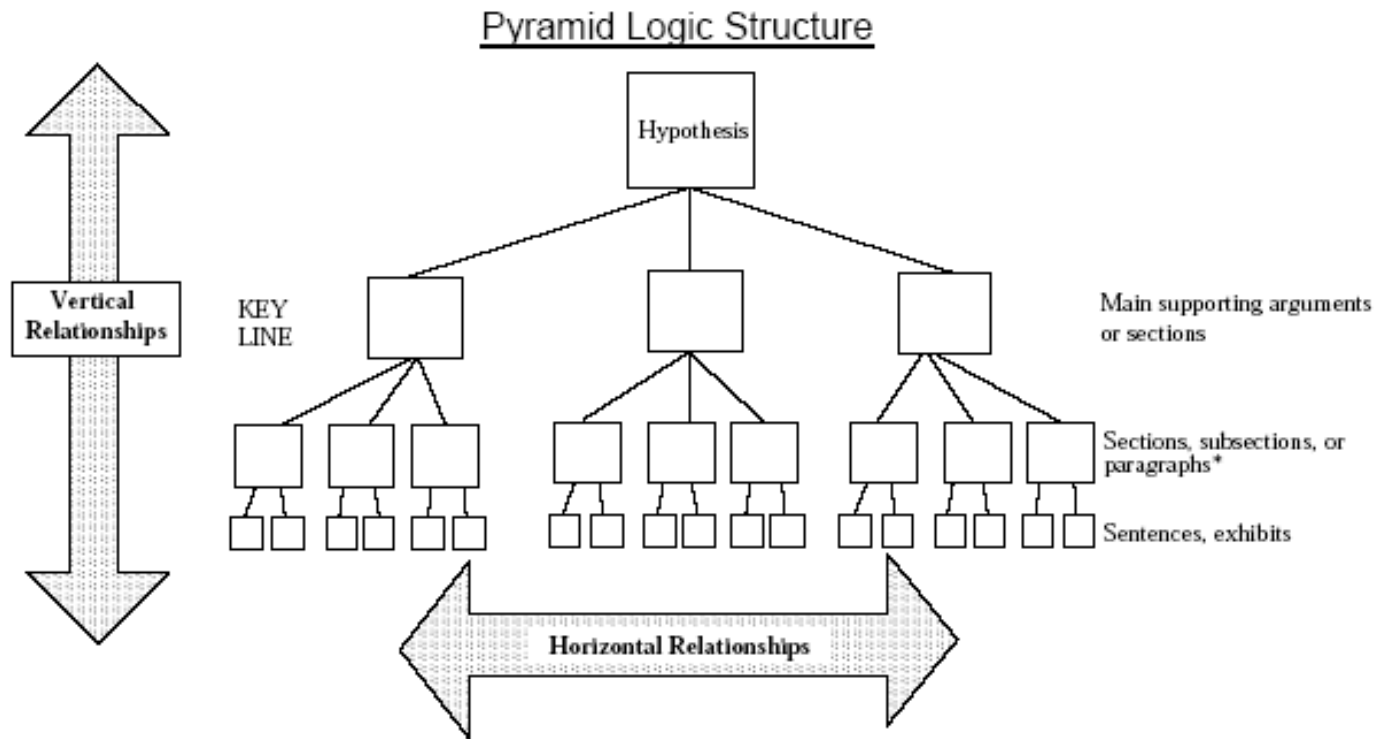 Pyramid Logic Structure
Hypothesis
Vertical
Relationships
KEY
LINE
Main supporting arguments
or sections
Sections, subsections, or
paragraphs*
Sentences, exhibits
Horizontal Relationships